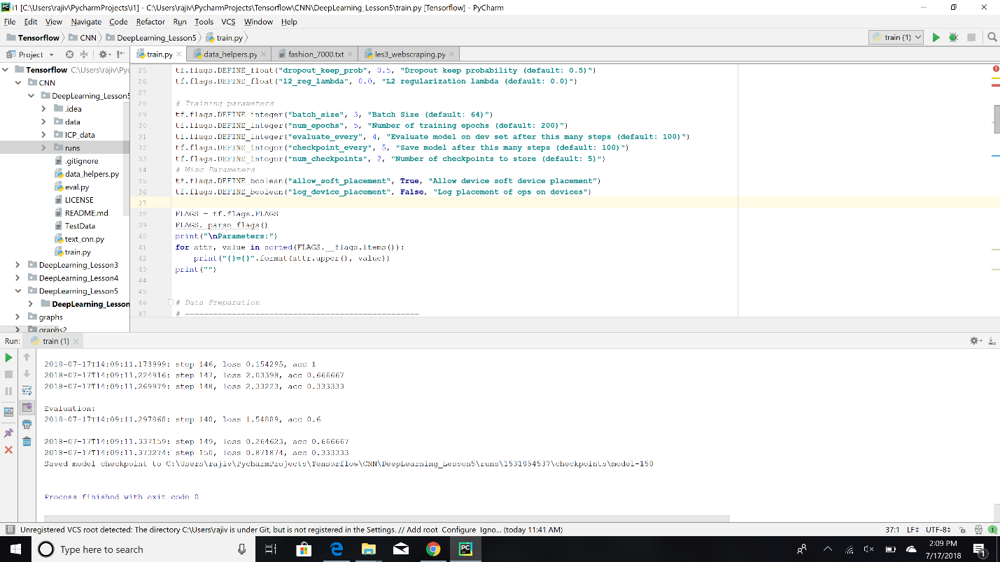 i1 [C:\Users\rajiv\PycharmProjects\i1] - C:\Users\rajiv\PycharmProjects\Tensorflow\CNN\DeepLearning_Lesson5\train.py [Tensorflow] - PyCharm
File Edit View Navigate Code Refactor Run Tools VCS Window Help
Tensorflow CNN DeepLearning_Lesson5 train.py train (1)
Project train.py data_helpers.py fashion_7000.txt les3_webscraping.py
Tensorflow C:\Users\rajiv\Pyc
CNN
DeepLearning_Lesson5
.idea
data
ICP_data
runs
.gitignore
data_helpers.py
eval.py
LICENSE
README.md
TestData
text_cnn.py
train.py
DeepLearning_Lesson3
DeepLearning_Lesson4
DeepLearning_Lesson5
DeepLearning_Lesson
graphs
graphs2
25 tf.flags.DEFINE_float("dropout_keep_prob", 0.5, "Dropout keep probability (default: 0.5)")
26 tf.flags.DEFINE_float("l2_reg_lambda", 0.0, "L2 regularization lambda (default: 0.0)")
27
28 # Training parameters
29 tf.flags.DEFINE_integer("batch_size", 3, "Batch Size (default: 64)")
30 tf.flags.DEFINE_integer("num_epochs", 5, "Number of training epochs (default: 200)")
31 tf.flags.DEFINE_integer("evaluate_every", 4, "Evaluate model on dev set after this many steps (default: 100)")
32 tf.flags.DEFINE_integer("checkpoint_every", 5, "Save model after this many steps (default: 100)")
33 tf.flags.DEFINE_integer("num_checkpoints", 2, "Number of checkpoints to store (default: 5)")
34 # Misc Parameters
35 tf.flags.DEFINE_boolean("allow_soft_placement", True, "Allow device soft device placement")
36 tf.flags.DEFINE_boolean("log_device_placement", False, "Log placement of ops on devices")
37
38 FLAGS = tf.flags.FLAGS
39 FLAGS._parse_flags()
40 print("\nParameters:")
41 for attr, value in sorted(FLAGS.__flags.items()):
42 print("{}={}".format(attr.upper(), value))
43 print("")
44
45
46 # Data Preparation
47 # ==================================================
Run: train (1)
2018-07-17T14:09:11.173999: step 146, loss 0.154295, acc 1
2018-07-17T14:09:11.224916: step 147, loss 2.03398, acc 0.666667
2018-07-17T14:09:11.269979: step 148, loss 2.33223, acc 0.333333
Evaluation:
2018-07-17T14:09:11.297868: step 148, loss 1.54889, acc 0.6
2018-07-17T14:09:11.337159: step 149, loss 0.264623, acc 0.666667
2018-07-17T14:09:11.373274: step 150, loss 0.871874, acc 0.333333
Saved model checkpoint to C:\Users\rajiv\PycharmProjects\Tensorflow\CNN\DeepLearning_Lesson5\runs\1531854537\checkpoints\model-150
Process finished with exit code 0
Unregistered VCS root detected: The directory C:\Users\rajiv is under Git, but is not registered in the Settings. // Add root Configure Igno... (today 11:41 AM) 37:1 LF UTF-8 1
Type here to search PC 2:09 PM
7/17/2018 1